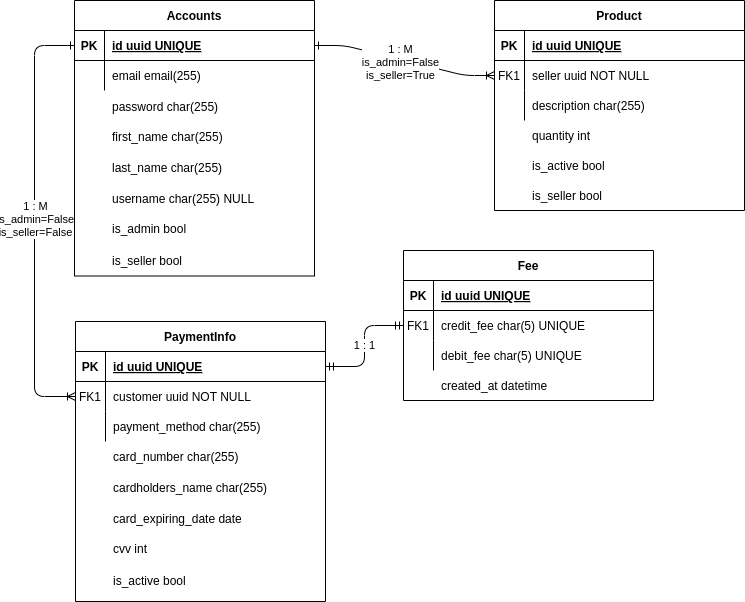 Accounts
PK id uuid UNIQUE
email email(255)
password char(255)
first_name char(255)
last_name char(255)
username char(255) NULL
is_admin bool
is_seller bool
1 : M
is_admin=False
is_seller=True
Product
PK id uuid UNIQUE
FK1 seller uuid NOT NULL
description char(255)
quantity int
is_active bool
is_seller bool
1 : M
is_admin=False
is_seller=False
Fee
PK id uuid UNIQUE
FK1 credit_fee char(5) UNIQUE
debit_fee char(5) UNIQUE
created_at datetime
1 : 1
PaymentInfo
PK id uuid UNIQUE
FK1 customer uuid NOT NULL
payment_method char(255)
card_number char(255)
cardholders_name char(255)
card_expiring_date date
cvv int
is_active bool